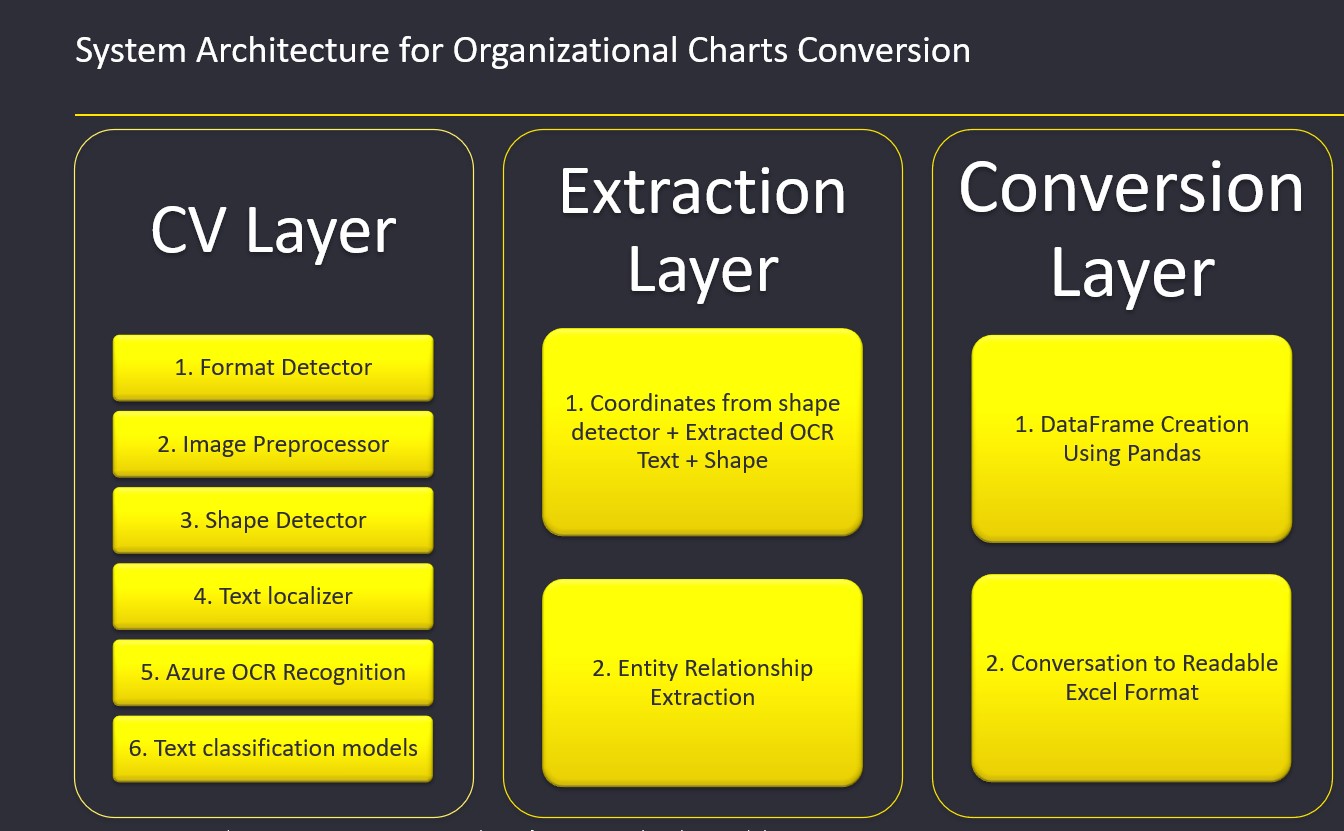 System Architecture for Organizational Charts Conversion
CV Layer
1. Format Detector
2. Image Preprocessor
3. Shape Detector
4. Text localizer
5. Azure OCR Recognition
6. Text classification models
Extraction
Layer
1. Coordinates from shape
detector + Extracted OCR
Text + Shape
2. Entity Relationship
Extraction
Conversion
Layer
1. DataFrame Creation
Using Pandas
2. Conversation to Readable
Excel Format